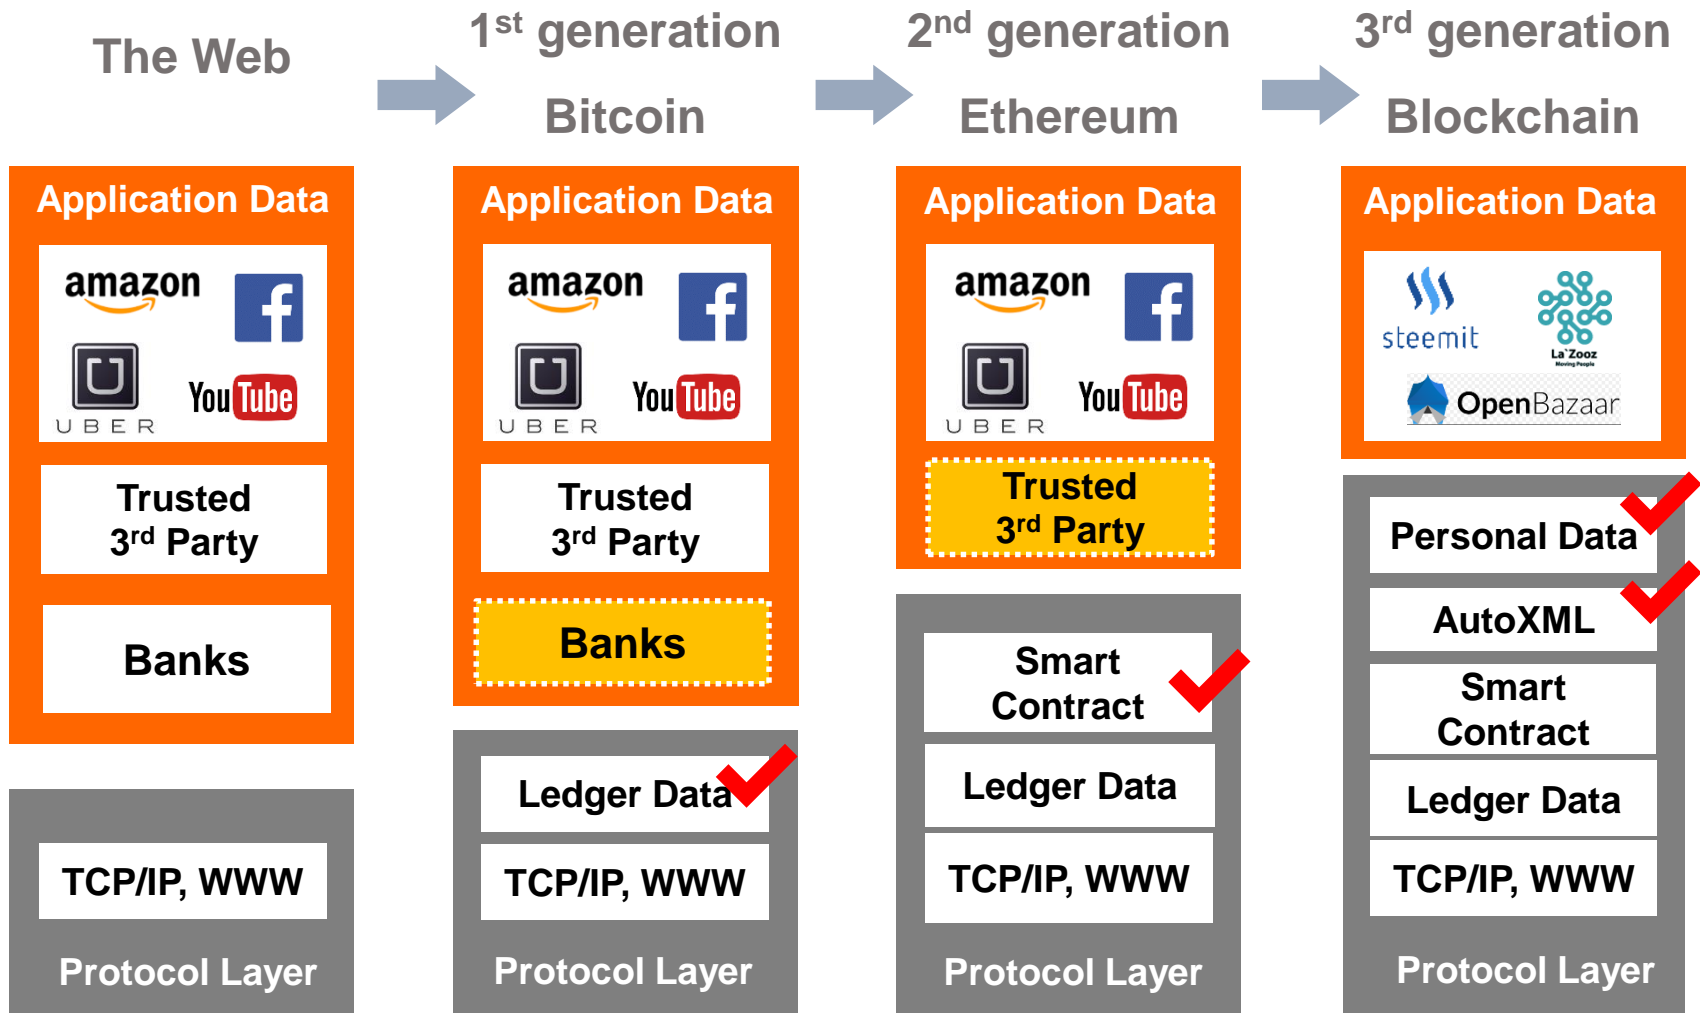 The Web
1st generation
Bitcoin
2nd generation
Ethereum
3rd generation
Blockchain
Application Data
amazon
f
U
UBER
YouTube
Trusted
3rd Party
Banks
TCP/IP, WWW
Protocol Layer
Application Data
amazon
f
U
UBER
YouTube
Trusted
3rd Party
Banks
Ledger Data
TCP/IP, WWW
Protocol Layer
Application Data
amazon
f
U
UBER
YouTube
Trusted
3rd Party
Smart
Contract
Ledger Data
TCP/IP, WWW
Protocol Layer
Application Data
steemit
La`Zooz
Moving People
OpenBazaar
Personal Data
AutoXML
Smart
Contract
Ledger Data
TCP/IP, WWW
Protocol Layer